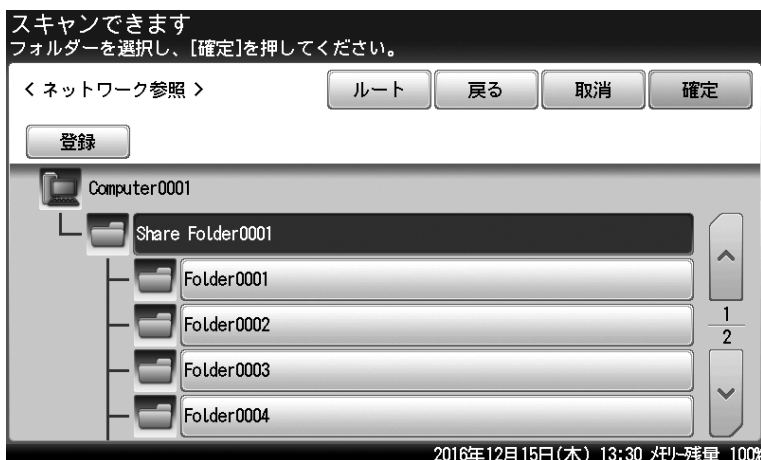 スキャンできます
フォルダーを選択し、[確定]を押してください。
< ネットワーク参照 >
ルート
戻る
取消
確定
登録
Computer0001
Share Folder0001
Folder0001
Folder0002
Folder0003
Folder0004
1
2
2016年12月15日(木) 13:30 メモリー残量 100%